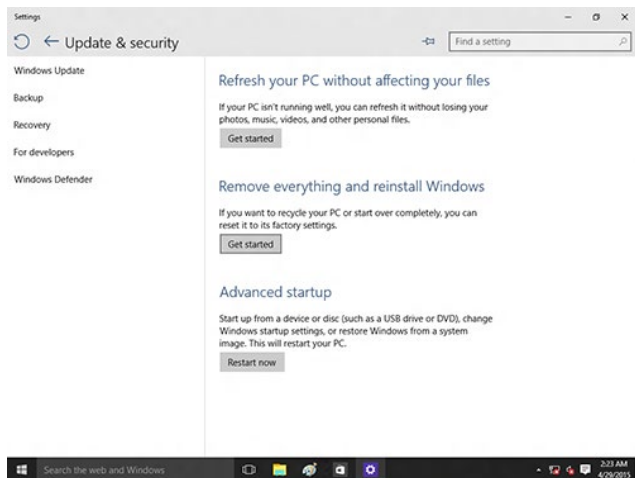 Settings
Update & security
Find a setting
Windows Update
Backup
Recovery
For developers
Windows Defender
Refresh your PC without affecting your files
If your PC isn't running well, you can refresh it without losing your
photos, music, videos, and other personal files.
Get started
Remove everything and reinstall Windows
If you want to recycle your PC or start over completely, you can
reset it to its factory settings.
Get started
Advanced startup
Start up from a device or disc (such as a USB drive or DVD), change
Windows startup settings, or restore Windows from a system
image. This will restart your PC.
Restart now
Search the web and Windows
2:23 AM
4/29/2015